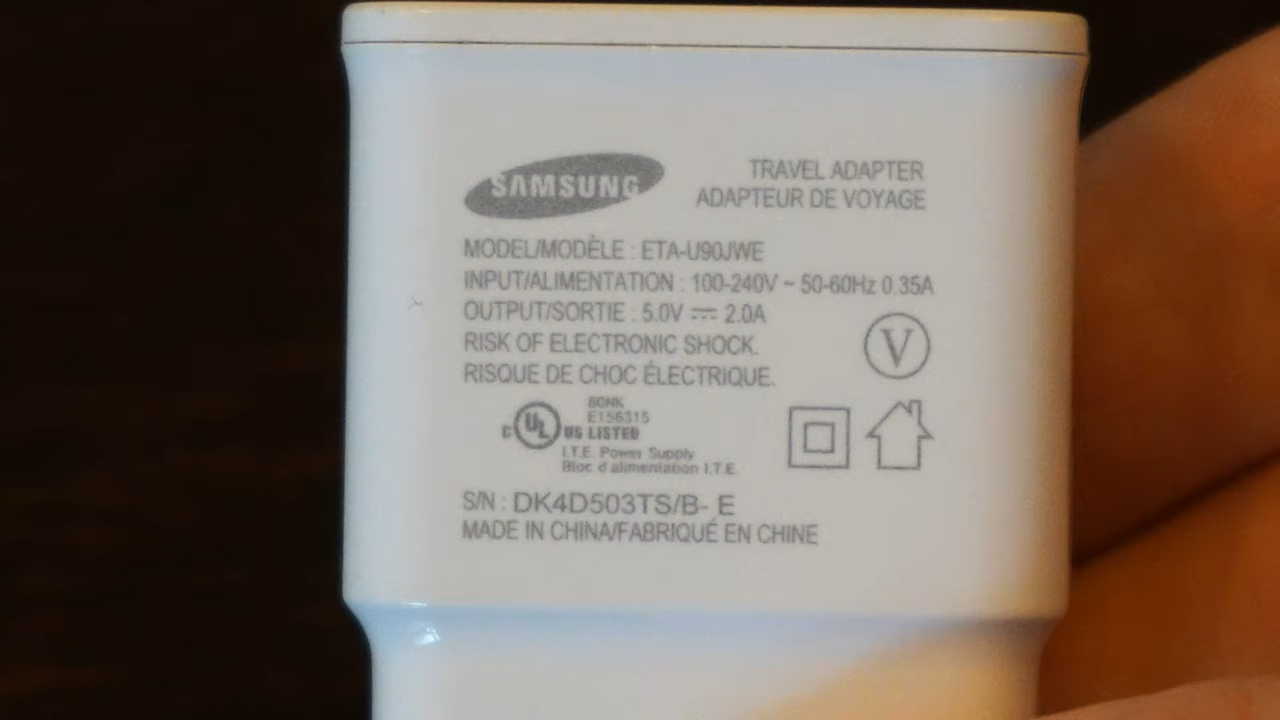 SAMSUNG
TRAVEL ADAPTER
ADAPTEUR DE VOYAGE
MODEL/MODÈLE : ETA-U90JWE
INPUT/ALIMENTATION : 100-240V ~ 50-60Hz 0.35A
OUTPUT/SORTIE : 5.0V ⎓ 2.0A
RISK OF ELECTRONIC SHOCK.
RISQUE DE CHOC ÉLECTRIQUE.
V
80NK
E156315
C UL US LISTED
I.T.E. Power Supply
Bloc d'alimentation I.T.E.
S/N : DK4D503TS/B- E
MADE IN CHINA/FABRIQUÉ EN CHINE